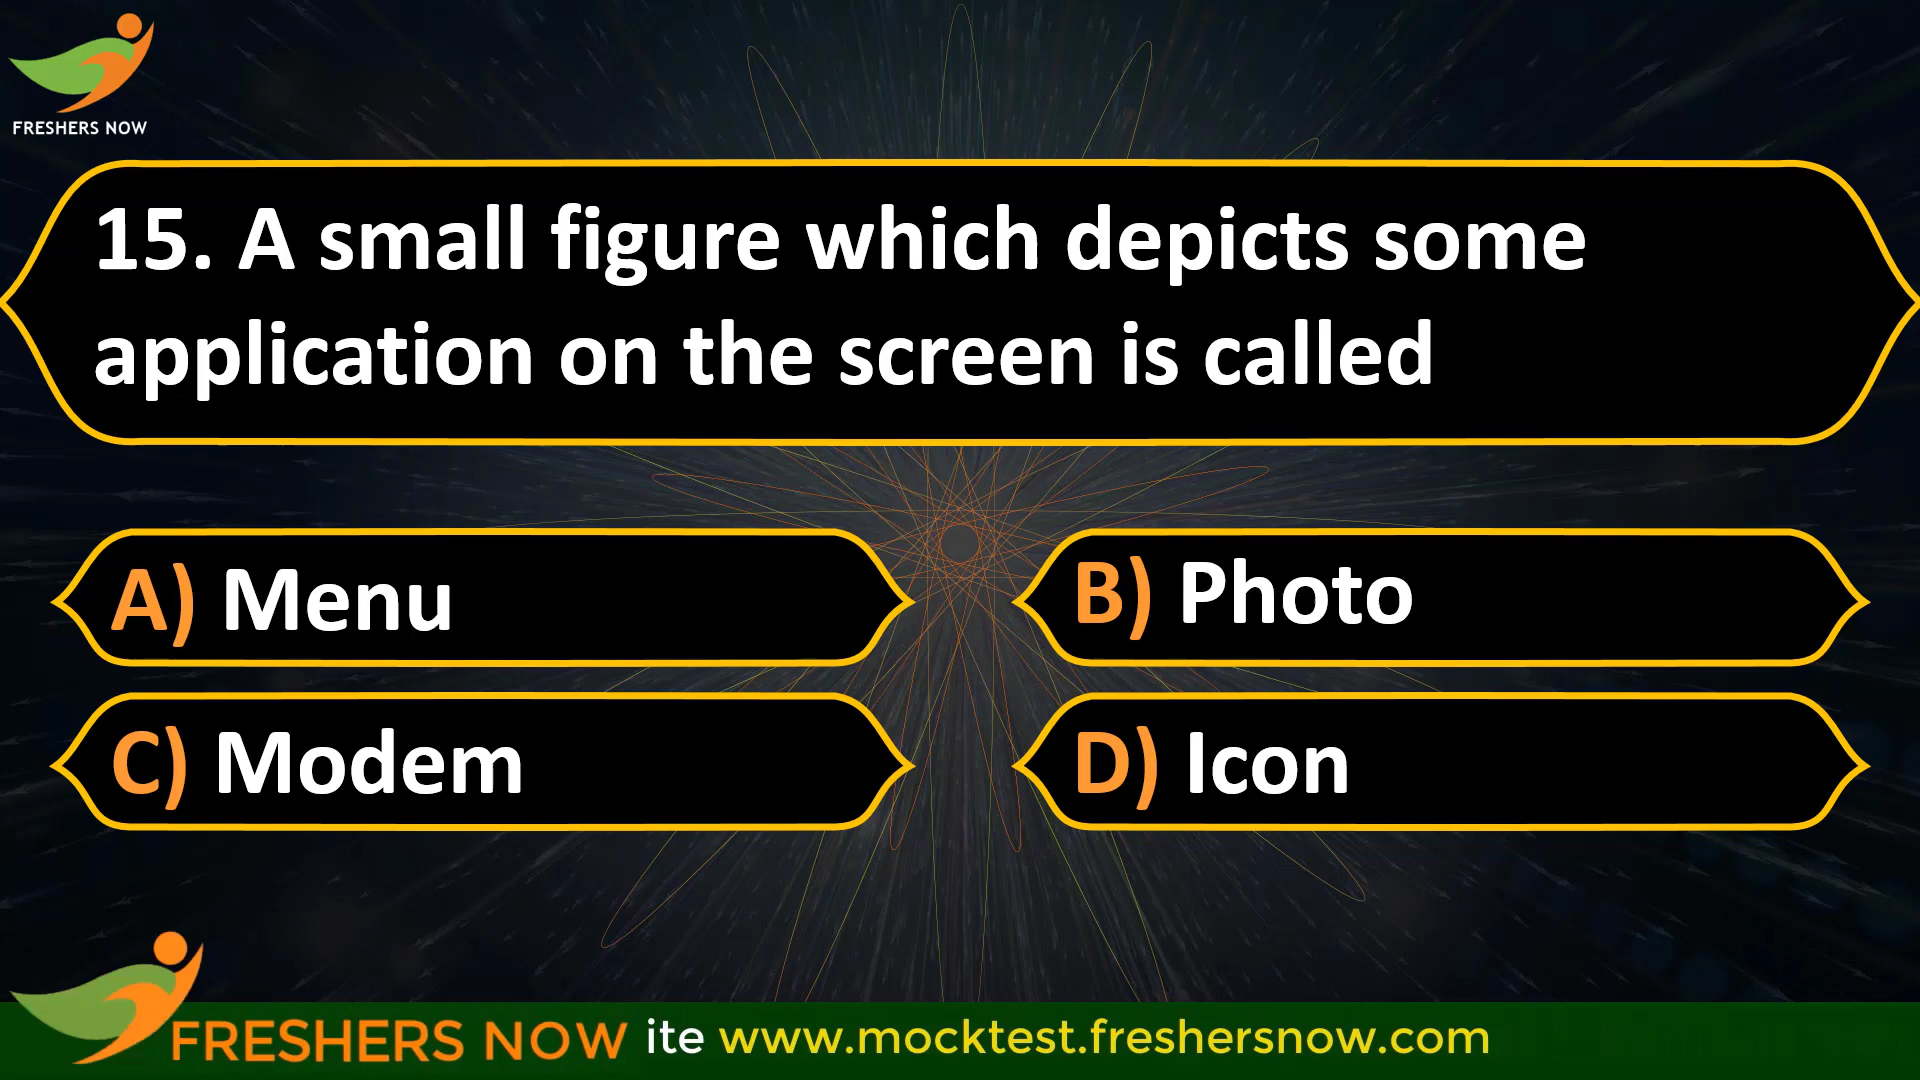 FRESHERS NOW
15. A small figure which depicts some
application on the screen is called
A) Menu
B) Photo
C) Modem
D) Icon
FRESHERS NOW ite www.mocktest.freshersnow.com